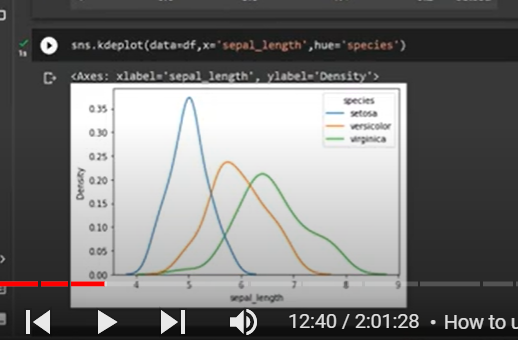 sns.kdeplot(data=df,x='sepal_length',hue='species')
1s
<Axes: xlabel='sepal_length', ylabel='Density'>
species
setosa
versicolor
virginica
0.35
0.30
0.25
0.20
0.15
0.10
0.05
0.00
Density
4 5 6 7 8 9
sepal_length
12:40 / 2:01:28 • How to u